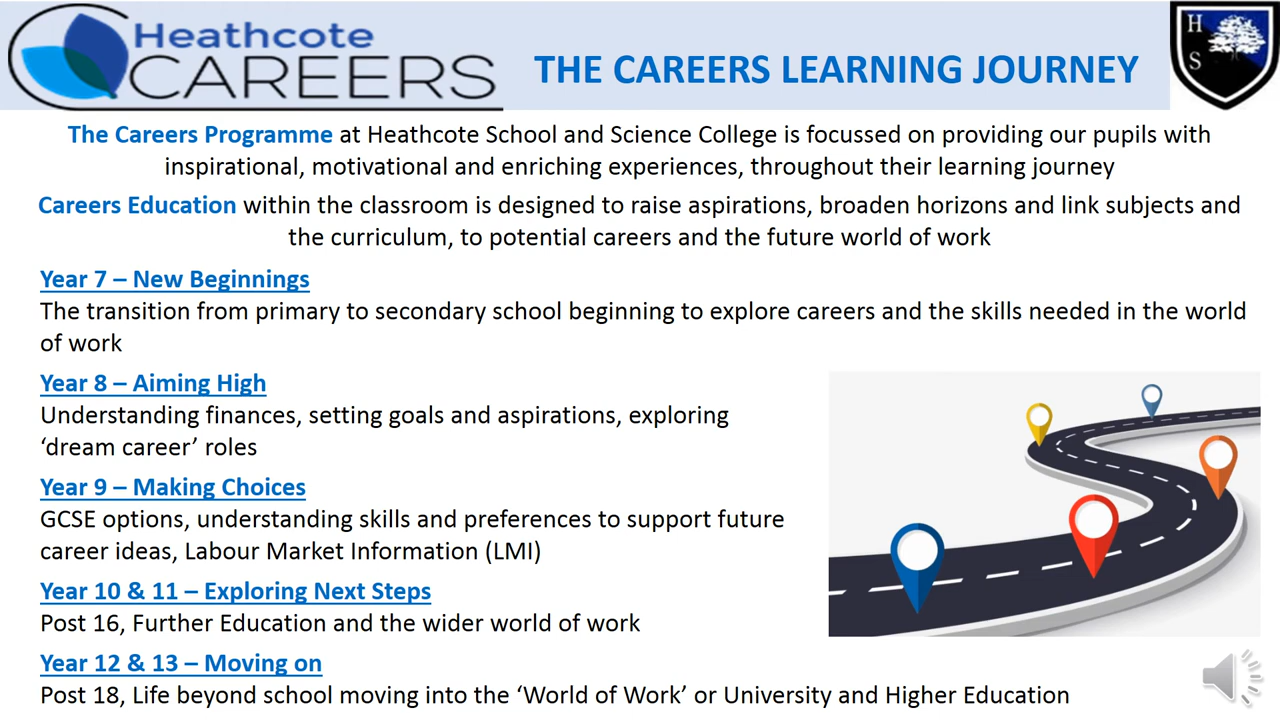 Heathcote
CAREERS
THE CAREERS LEARNING JOURNEY
H
S
The Careers Programme at Heathcote School and Science College is focussed on providing our pupils with
inspirational, motivational and enriching experiences, throughout their learning journey
Careers Education within the classroom is designed to raise aspirations, broaden horizons and link subjects and
the curriculum, to potential careers and the future world of work
Year 7 – New Beginnings
The transition from primary to secondary school beginning to explore careers and the skills needed in the world
of work
Year 8 – Aiming High
Understanding finances, setting goals and aspirations, exploring
‘dream career’ roles
Year 9 – Making Choices
GCSE options, understanding skills and preferences to support future
career ideas, Labour Market Information (LMI)
Year 10 & 11 – Exploring Next Steps
Post 16, Further Education and the wider world of work
Year 12 & 13 – Moving on
Post 18, Life beyond school moving into the ‘World of Work’ or University and Higher Education